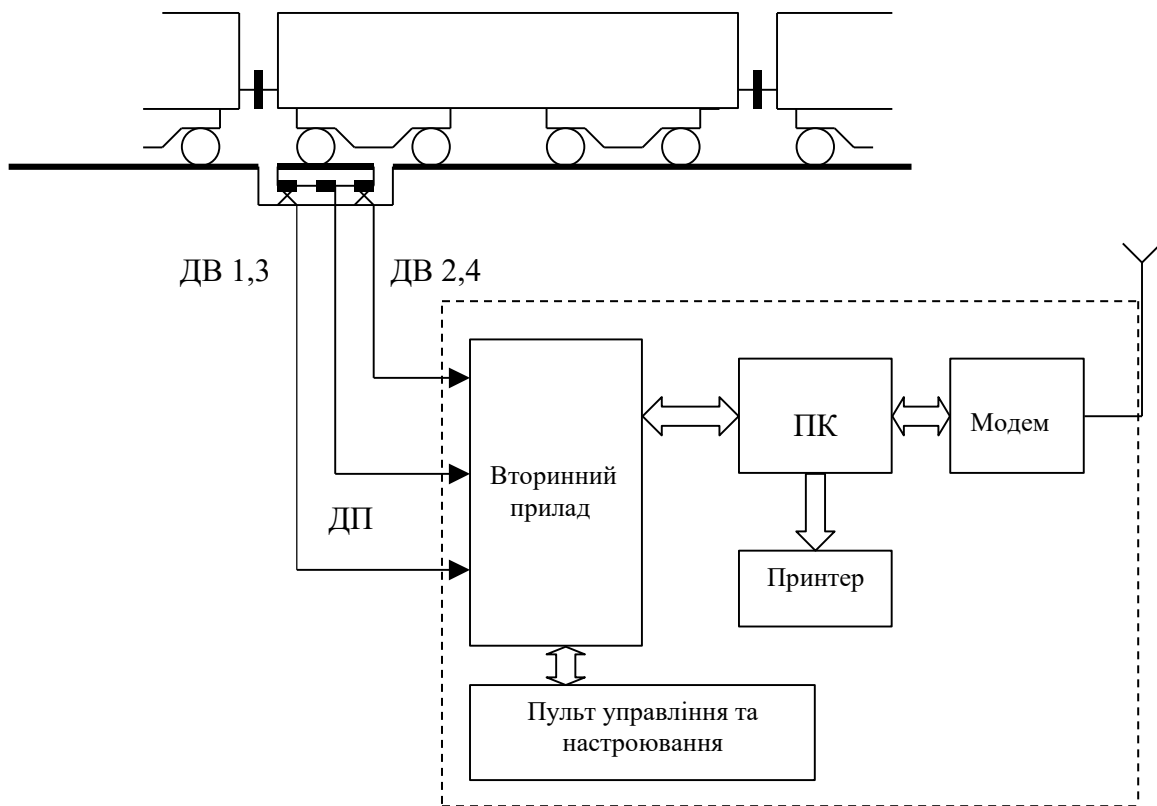 ДВ 1,3
ДВ 2,4
ПК
Модем
Вторинний
прилад
ДП
Принтер
Пульт управління та
настроювання